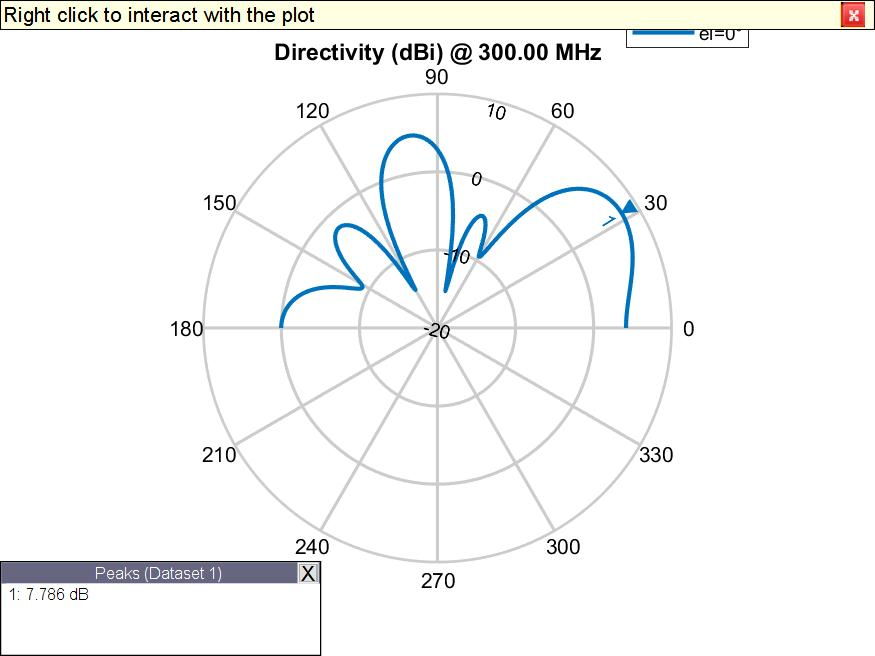 Right click to interact with the plot
el=0°
Directivity (dBi) @ 300.00 MHz
90
120
10
60
150
0
30
1
-10
180
-20
0
210
330
240
300
270
Peaks (Dataset 1)
X
1: 7.786 dB